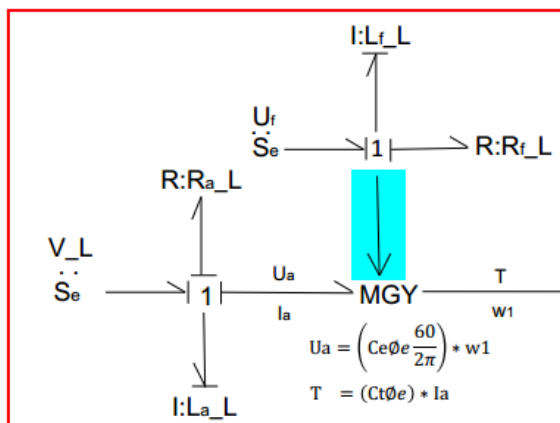 I:Lf_L
Uf
Se
1
R:Rf_L
R:Ra_L
V_L
Se
1
Ua
Ia
MGY
T
w1
I:La_L
Ua = (CeØe 60/2π) * w1
T = (CtØe) * Ia